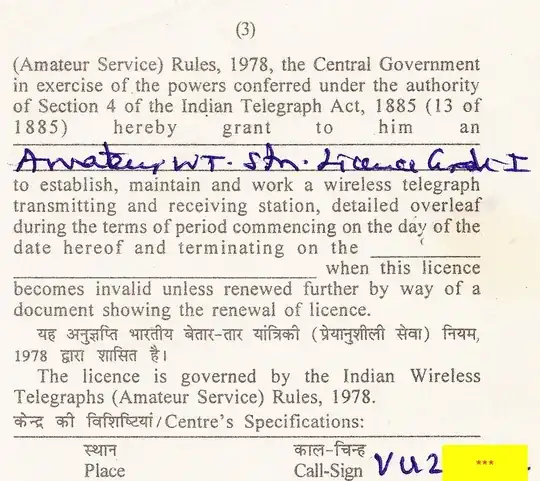 (3)
(Amateur Service) Rules, 1978, the Central Government
in exercise of the powers conferred under the authority
of Section 4 of the Indian Telegraph Act, 1885 (13 of
1885) hereby grant to him an
Amateur WT. Stn. Licence Grade-I
to establish, maintain and work a wireless telegraph
transmitting and receiving station, detailed overleaf
during the terms of period commencing on the day of the
date hereof and terminating on the
when this licence
becomes invalid unless renewed further by way of a
document showing the renewal of licence.
यह अनुज्ञप्ति भारतीय बेतार-तार यांत्रिकी (प्रेयानुशीली सेवा) नियम,
1978 द्वारा शासित है।
The licence is governed by the Indian Wireless
Telegraphs (Amateur Service) Rules, 1978.
केन्द्र की विशिष्टियां/Centre's Specifications:
स्थान काल-चिन्ह
Place Call-Sign VU2 ***